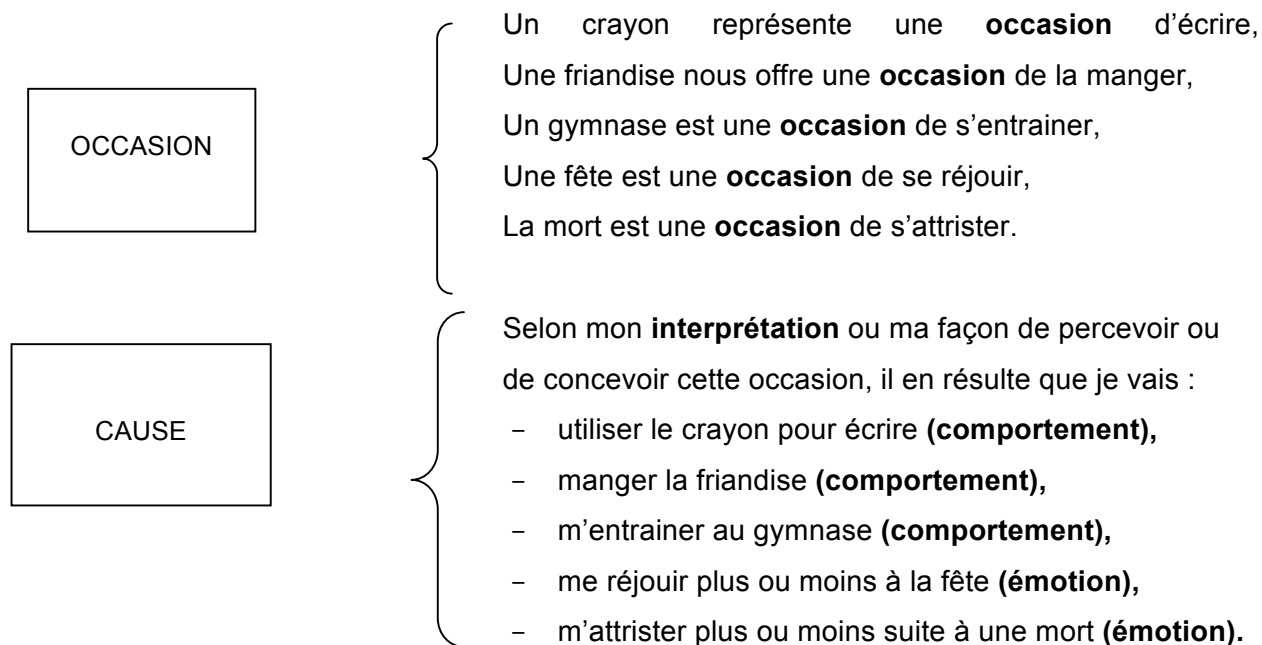 OCCASION
Un crayon représente une occasion d’écrire,
Une friandise nous offre une occasion de la manger,
Un gymnase est une occasion de s’entrainer,
Une fête est une occasion de se réjouir,
La mort est une occasion de s’attrister.
CAUSE
Selon mon interprétation ou ma façon de percevoir ou
de concevoir cette occasion, il en résulte que je vais :
- utiliser le crayon pour écrire (comportement),
- manger la friandise (comportement),
- m’entrainer au gymnase (comportement),
- me réjouir plus ou moins à la fête (émotion),
- m’attrister plus ou moins suite à une mort (émotion).